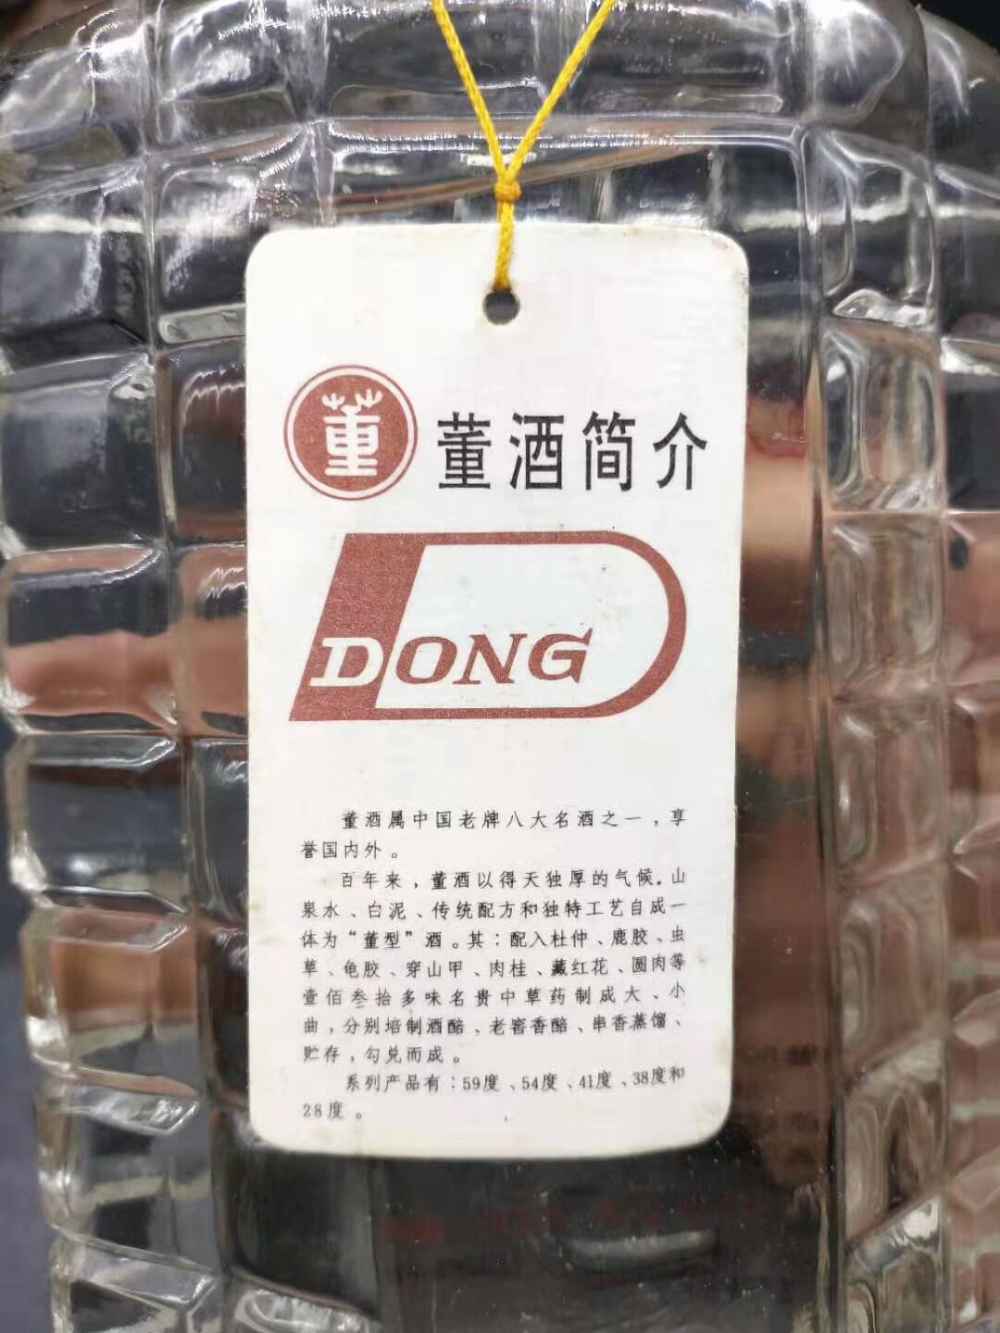 董
董酒简介
DONG
董酒属中国老牌八大名酒之一，享
誉国内外。
百年来，董酒以得天独厚的气候.山
泉水、白泥、传统配方和独特工艺自成一
体为“董型”酒。其：配入杜仲、鹿胶、虫
草、龟胶、穿山甲、肉桂、藏红花、圆肉等
壹佰叁拾多味名贵中草药制成大、小
曲，分别培制酒醅、老窖香醅、串香蒸馏、
贮存，勾兑而成。
系列产品有：59度、54度、41度、38度和
28度。